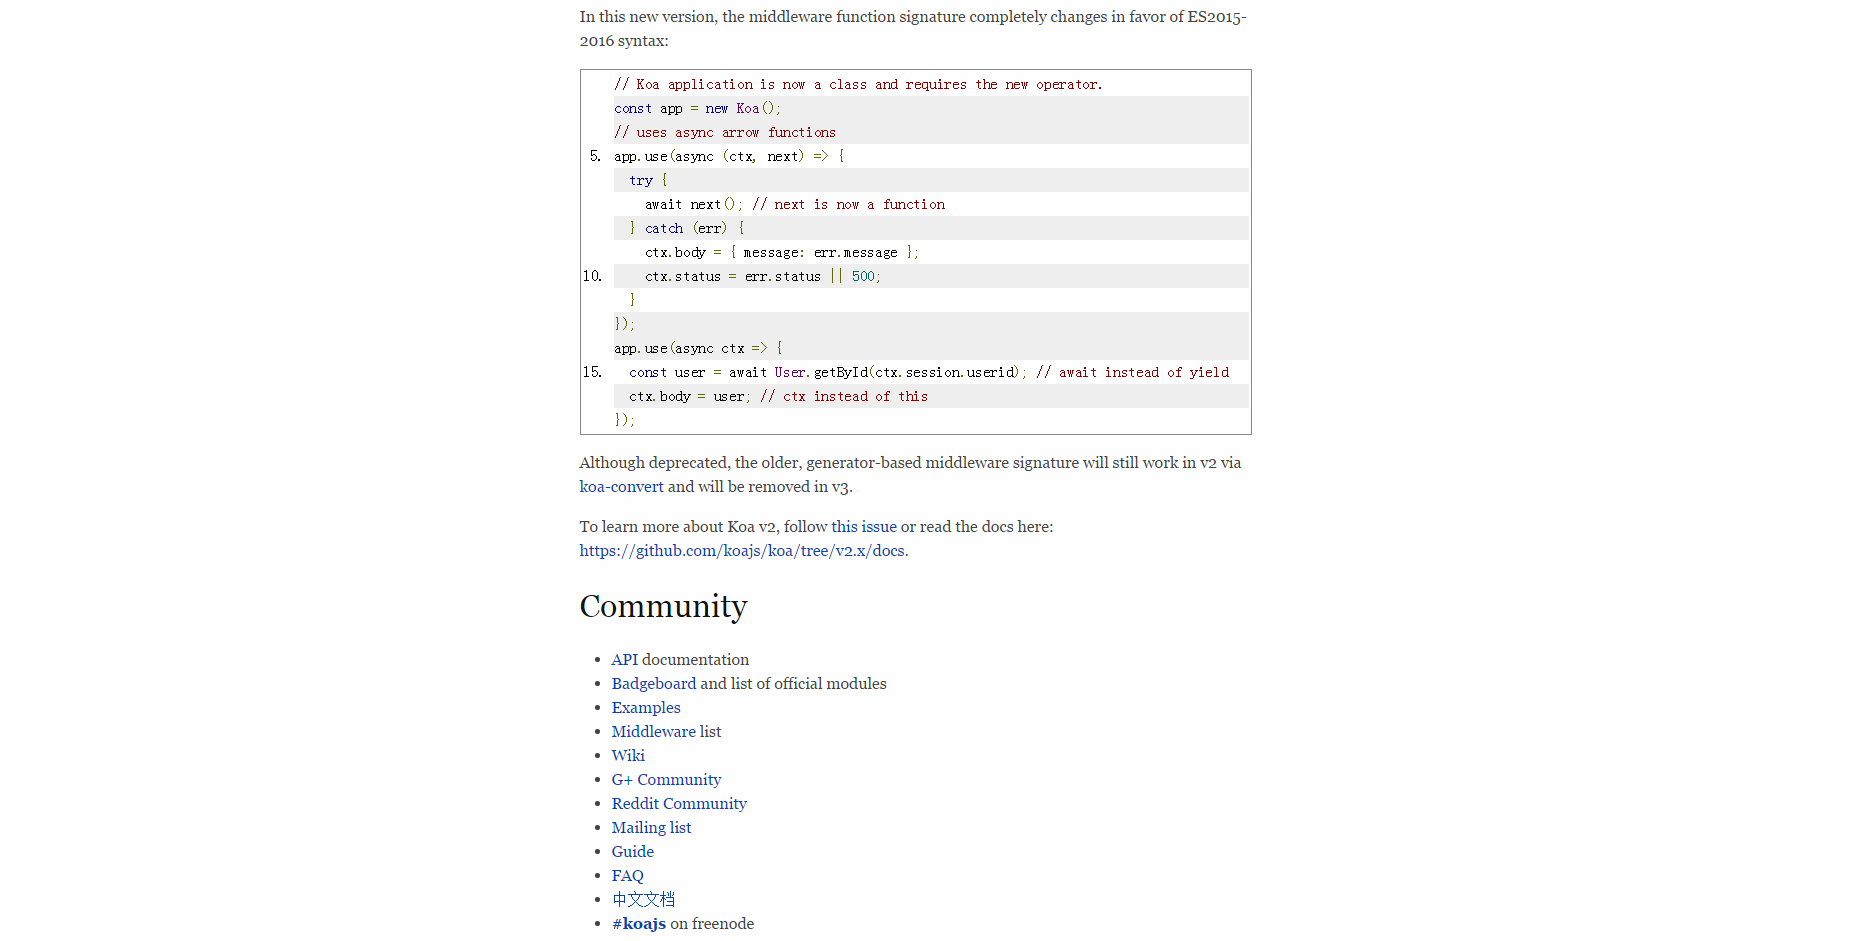 In this new version, the middleware function signature completely changes in favor of ES2015-
2016 syntax:
// Koa application is now a class and requires the new operator.
const app = new Koa();
// uses async arrow functions
5. app.use(async (ctx, next) => {
try {
await next(); // next is now a function
} catch (err) {
ctx.body = { message: err.message };
10. ctx.status = err.status || 500;
}
});
app.use(async ctx => {
15. const user = await User.getById(ctx.session.userid); // await instead of yield
ctx.body = user; // ctx instead of this
});
Although deprecated, the older, generator-based middleware signature will still work in v2 via
koa-convert and will be removed in v3.
To learn more about Koa v2, follow this issue or read the docs here:
https://github.com/koajs/koa/tree/v2.x/docs.
Community
• API documentation
• Badgeboard and list of official modules
• Examples
• Middleware list
• Wiki
• G+ Community
• Reddit Community
• Mailing list
• Guide
• FAQ
• 中文文档
• #koajs on freenode